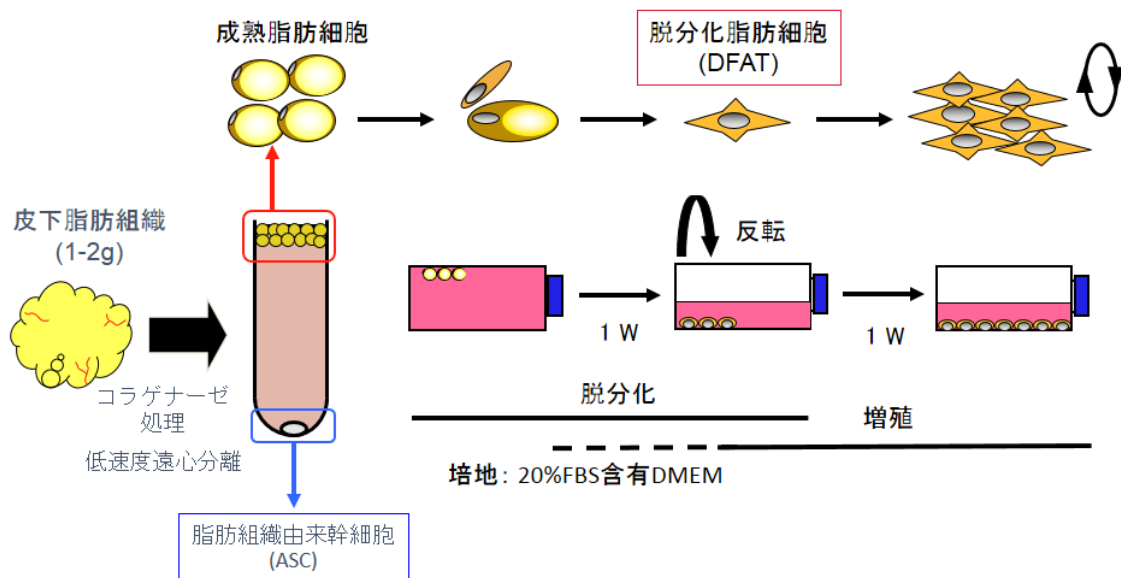 成熟脂肪細胞
脱分化脂肪細胞
(DFAT)
皮下脂肪組織
(1-2g)
反転
1 W
1 W
コラゲナーゼ
処理
低速度遠心分離
脱分化
増殖
培地：20%FBS含有DMEM
脂肪組織由来幹細胞
(ASC)